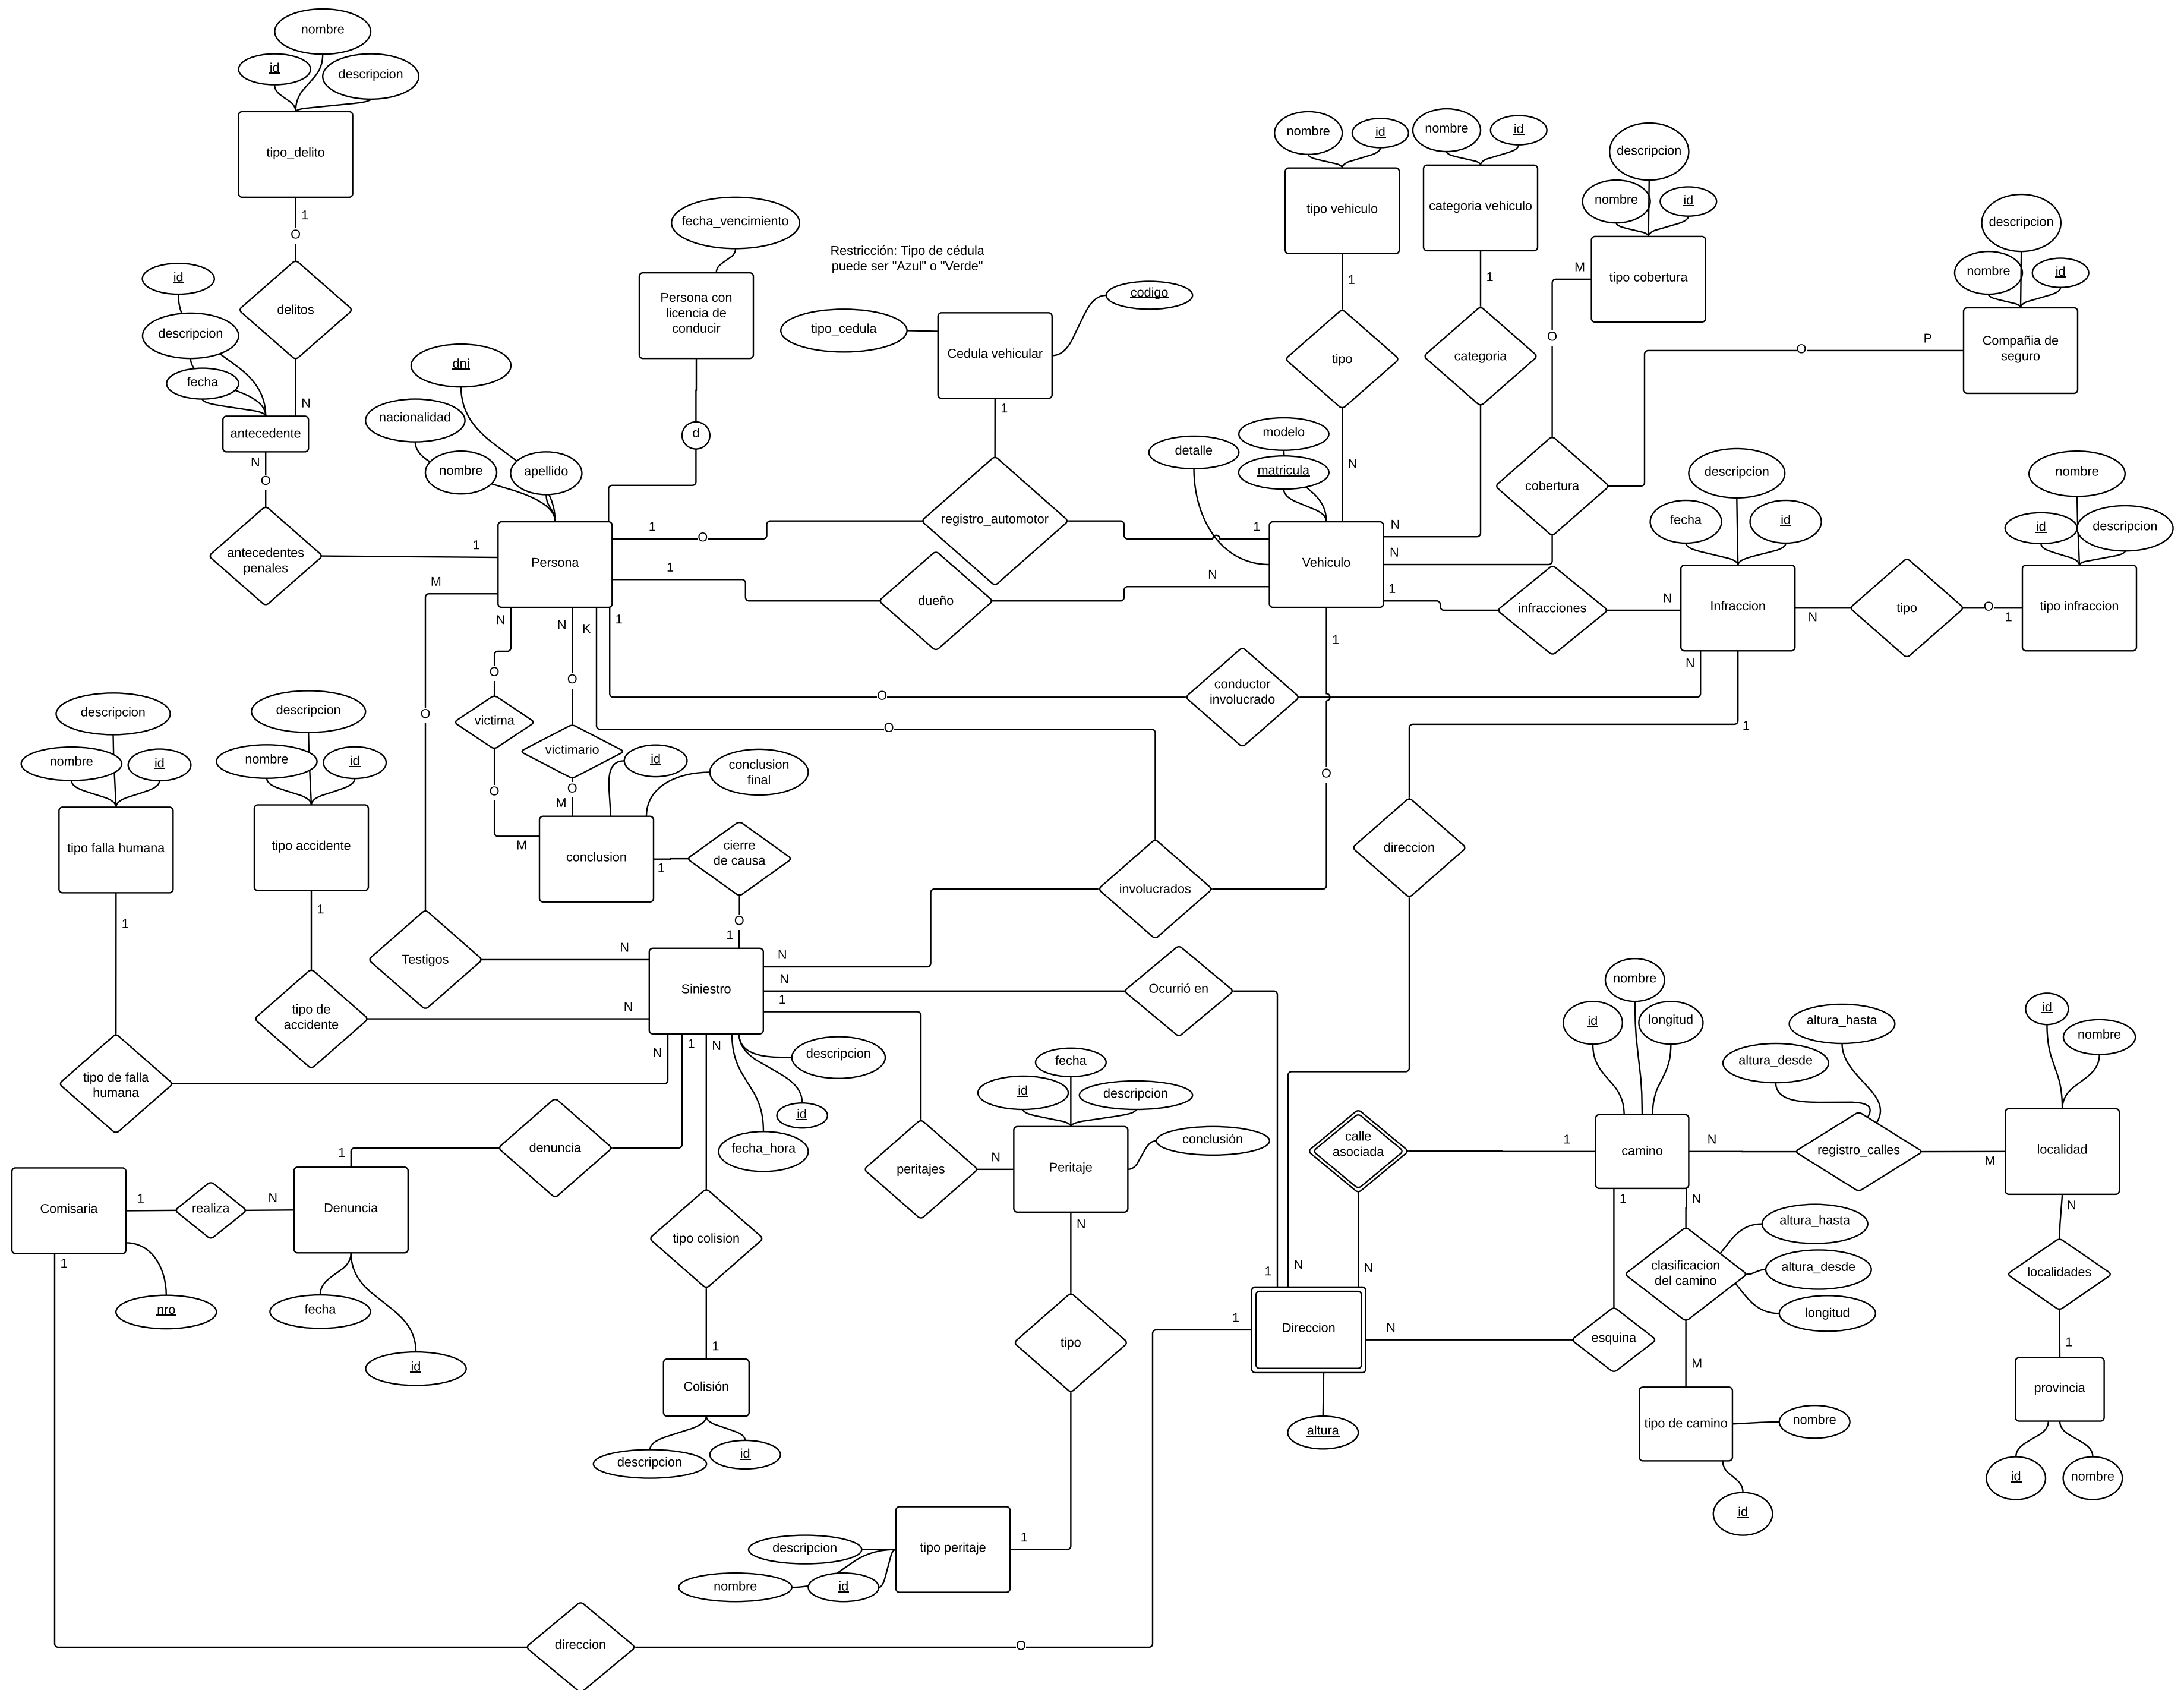 nombre
id
descripcion
tipo_delito
1
O
delitos
id
descripcion
fecha
N
antecedente
N
O
antecedentes
penales
1
fecha_vencimiento
Persona con
licencia de
conducir
d
Restricción: Tipo de cédula
puede ser "Azul" o "Verde"
codigo
tipo_cedula
Cedula vehicular
1
registro_automotor
1
O
1
dni
nacionalidad
nombre
apellido
Persona
1
dueño
N
nombre
id
tipo vehiculo
1
tipo
N
nombre
id
categoria vehiculo
1
categoria
N
descripcion
nombre
id
tipo cobertura
M
O
cobertura
N
descripcion
nombre
id
Compañia de
seguro
P
O
detalle
modelo
matricula
Vehiculo
1
infracciones
N
descripcion
fecha
id
Infraccion
N
tipo
O
1
nombre
id
descripcion
tipo infraccion
M
O
N
O
victima
O
M
N
O
victimario
O
M
K
O
1
O
conductor
involucrado
N
1
O
1
direccion
N
descripcion
nombre
id
tipo falla humana
1
tipo de falla
humana
N
descripcion
nombre
id
tipo accidente
1
tipo de
accidente
N
id
conclusion
final
conclusion
1
cierre
de causa
O
1
involucrados
N
Testigos
N
Siniestro
N
Ocurrió en
1
1
peritajes
N
1
denuncia
1
N
tipo colision
1
descripcion
id
fecha_hora
Comisaria
1
realiza
N
Denuncia
nro
fecha
id
1
Colisión
descripcion
id
fecha
id
descripcion
conclusión
Peritaje
N
tipo
1
tipo peritaje
descripcion
nombre
id
direccion
O
1
Direccion
altura
N
calle
asociada
1
nombre
id
longitud
camino
N
registro_calles
altura_desde
altura_hasta
M
id
nombre
localidad
N
localidades
1
provincia
id
nombre
1
esquina
N
N
clasificacion
del camino
altura_hasta
altura_desde
longitud
M
tipo de camino
nombre
id